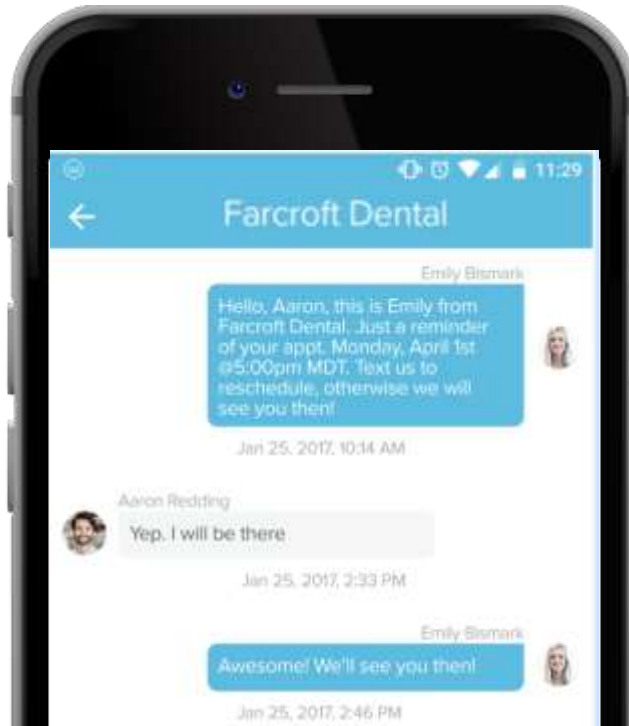 11:29
Farcroft Dental
Emily Bismark
Hello, Aaron, this is Emily from
Farcroft Dental. Just a reminder
of your appt. Monday, April 1st
@5:00pm MDT. Text us to
reschedule, otherwise we will
see you then!
Jan 25, 2017, 10:14 AM
Aaron Redding
Yep. I will be there
Jan 25, 2017, 2:33 PM
Emily Bismark
Awesome! We'll see you then!
Jan 25, 2017, 2:46 PM